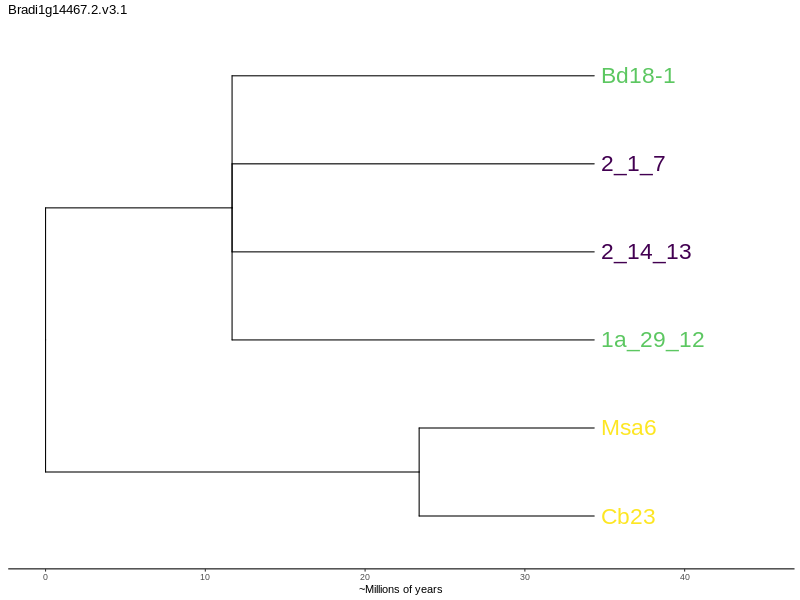 Bradi1g14467.2.v3.1
Bd18-1
2_1_7
2_14_13
1a_29_12
Msa6
Cb23
0 10 20 30 40
~Millions of years